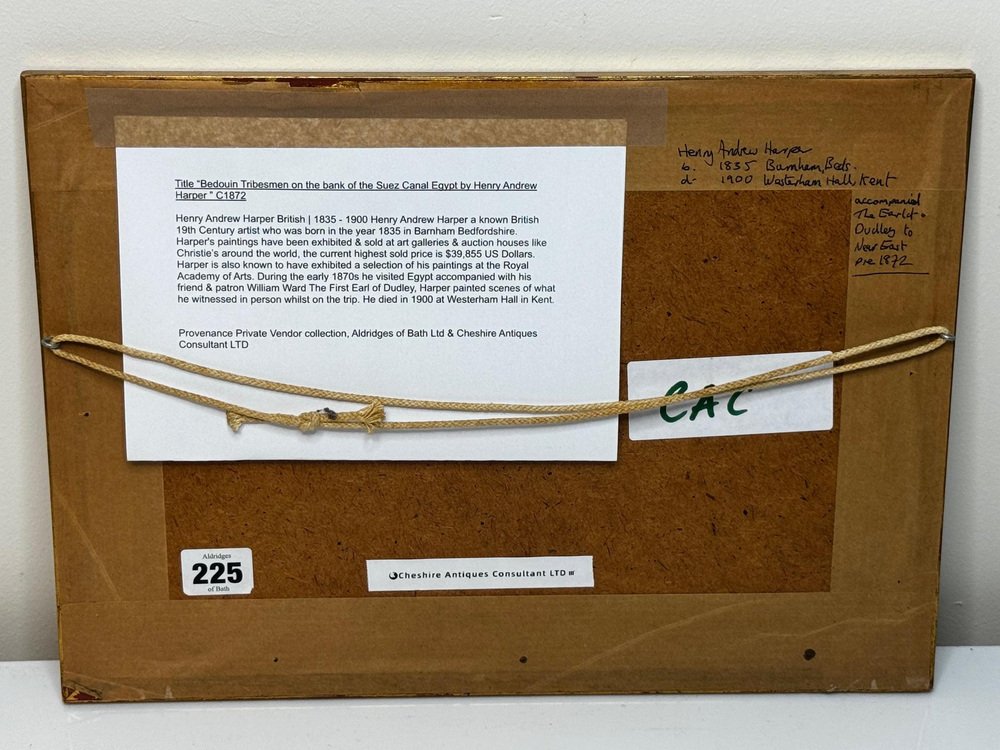 Title "Bedouin Tribesmen on the bank of the Suez Canal Egypt by Henry Andrew
Harper " C1872
Henry Andrew Harper British | 1835 - 1900 Henry Andrew Harper a known British
19th Century artist who was born in the year 1835 in Barnham Bedfordshire.
Harper's paintings have been exhibited & sold at art galleries & auction houses like
Christie's around the world, the current highest sold price is $39,855 US Dollars.
Harper is also known to have exhibited a selection of his paintings at the Royal
Academy of Arts. During the early 1870s he visited Egypt accompanied with his
friend & patron William Ward The First Earl of Dudley, Harper painted scenes of what
he witnessed in person whilst on the trip. He died in 1900 at Westerham Hall in Kent.
Provenance Private Vendor collection, Aldridges of Bath Ltd & Cheshire Antiques
Consultant LTD
Henry Andrew Harper
b. 1835 Burnham, Beds.
d. 1900 Westerham Hall, Kent
accompanied
The Earl of
Dudley to
Near East
pre 1872
CAC
Aldridges
225
of Bath
Cheshire Antiques Consultant LTD